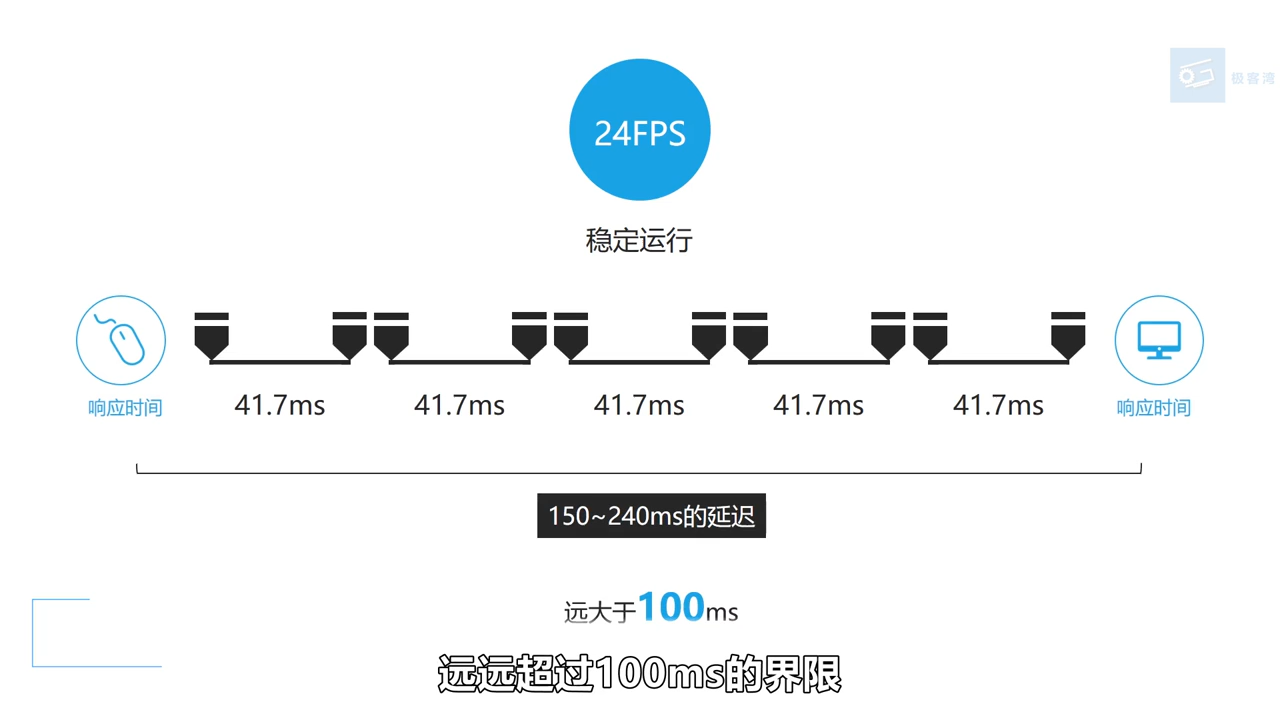 极客湾
24FPS
稳定运行
响应时间
41.7ms
41.7ms
41.7ms
41.7ms
41.7ms
响应时间
150~240ms的延迟
远大于100ms
远远超过100ms的界限